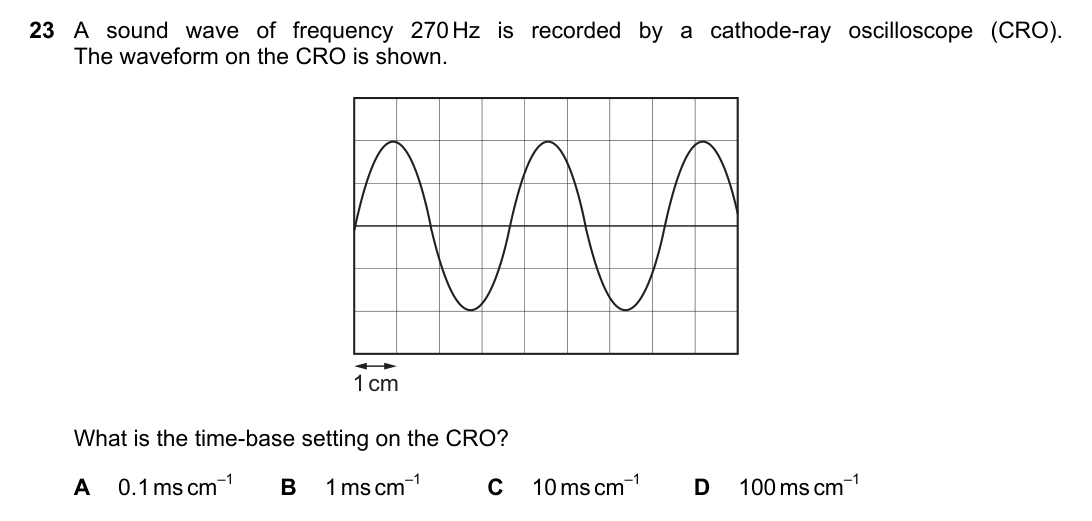 23 A sound wave of frequency 270 Hz is recorded by a cathode-ray oscilloscope (CRO).
The waveform on the CRO is shown.
1 cm
What is the time-base setting on the CRO?
A 0.1 ms cm⁻¹ B 1 ms cm⁻¹ C 10 ms cm⁻¹ D 100 ms cm⁻¹